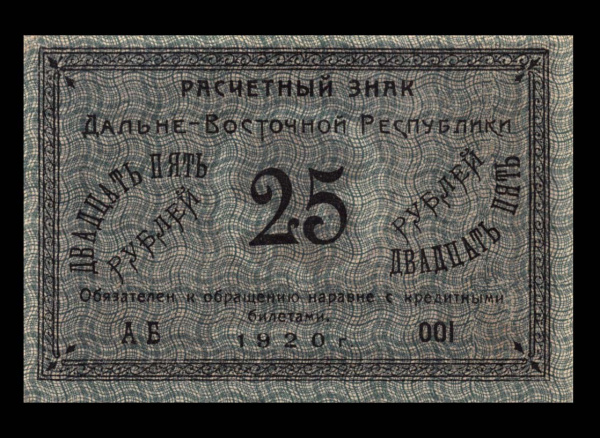 РАСЧЕТНЫЙ ЗНАК
ДАЛЬНЕ-ВОСТОЧНОЙ РЕСПУБЛИКИ
ДВАДЦАТЬ ПЯТЬ
РУБЛЕЙ
25
РУБЛЕЙ
ДВАДЦАТЬ ПЯТЬ
Обязателен к обращению наравне с кредитными
билетами.
АБ
1920 г.
001